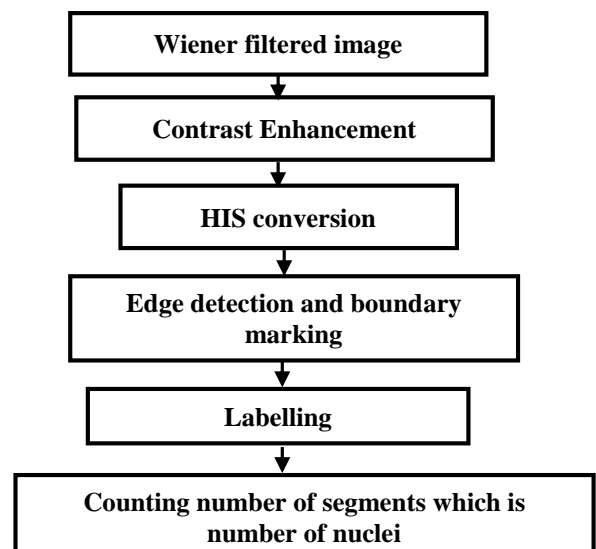 Wiener filtered image
Contrast Enhancement
HIS conversion
Edge detection and boundary
marking
Labelling
Counting number of segments which is
number of nuclei